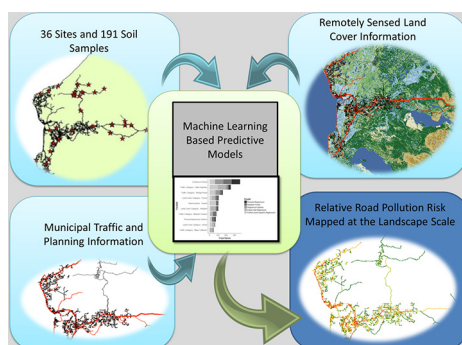 36 Sites and 191 Soil
Samples
Remotely Sensed Land
Cover Information
Machine Learning
Based Predictive
Models
Municipal Traffic and
Planning Information
Relative Road Pollution Risk
Mapped at the Landscape Scale